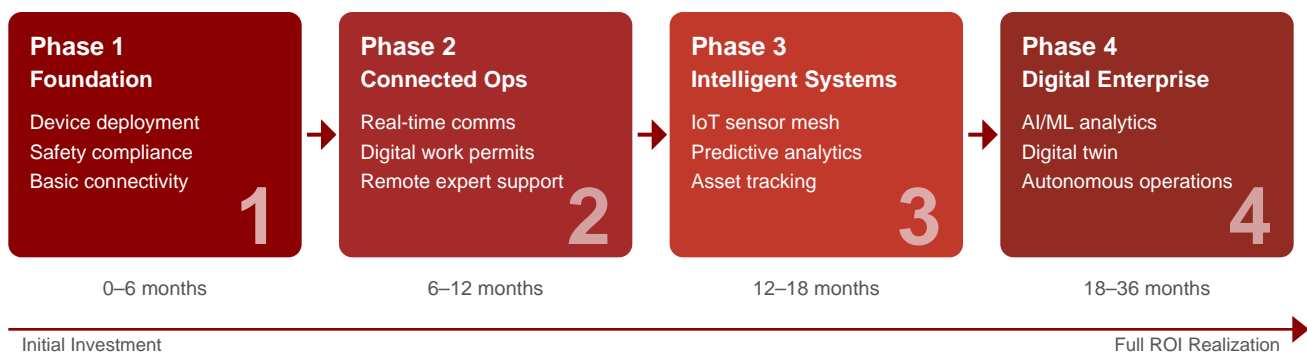 Phase 1
Foundation
Device deployment
Safety compliance
Basic connectivity
1
0–6 months
Phase 2
Connected Ops
Real-time comms
Digital work permits
Remote expert support
2
6–12 months
Phase 3
Intelligent Systems
IoT sensor mesh
Predictive analytics
Asset tracking
3
12–18 months
Phase 4
Digital Enterprise
AI/ML analytics
Digital twin
Autonomous operations
4
18–36 months
Initial Investment
Full ROI Realization